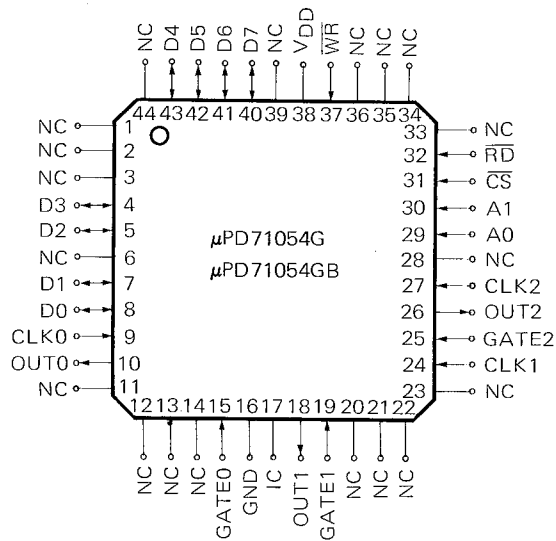 NC D4 D5 D6 D7 NC VDD W̅R̅ NC NC NC
44 43 42 41 40 39 38 37 36 35 34
NC 1 33 NC
NC 2 32 R̅D̅
NC 3 31 C̅S̅
D3 4 30 A1
D2 5 μPD71054G 29 A0
NC 6 μPD71054GB 28 NC
D1 7 27 CLK2
D0 8 26 OUT2
CLK0 9 25 GATE2
OUT0 10 24 CLK1
NC 11 23 NC
12 13 14 15 16 17 18 19 20 21 22
NC NC NC GATE0 GND IC OUT1 GATE1 NC NC NC